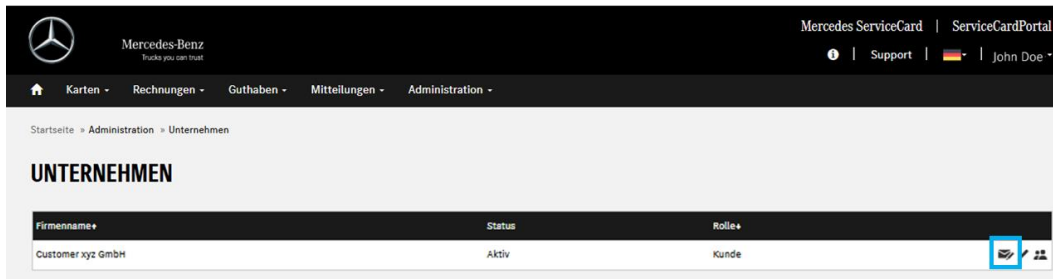 Mercedes ServiceCard | ServiceCardPortal
Mercedes-Benz
Trucks you can trust
Support | John Doe
Karten Rechnungen Guthaben Mitteilungen Administration
Startseite » Administration » Unternehmen
UNTERNEHMEN
Firmenname Status Rolle
Customer xyz GmbH Aktiv Kunde